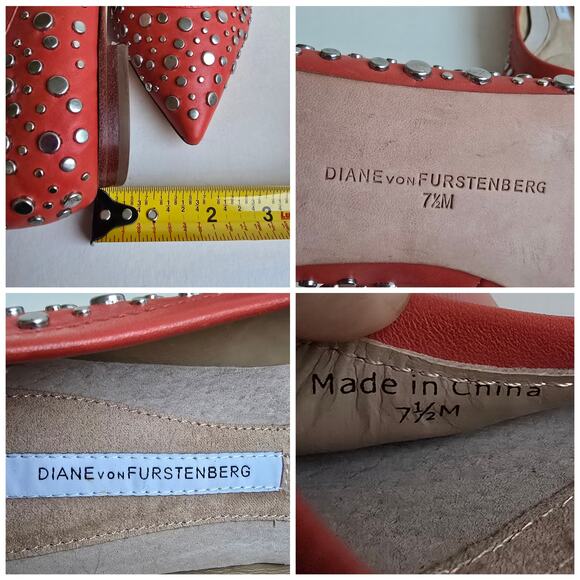 2 3
DIANE VON FURSTENBERG
7½M
DIANE VON FURSTENBERG
Made in China
7½M